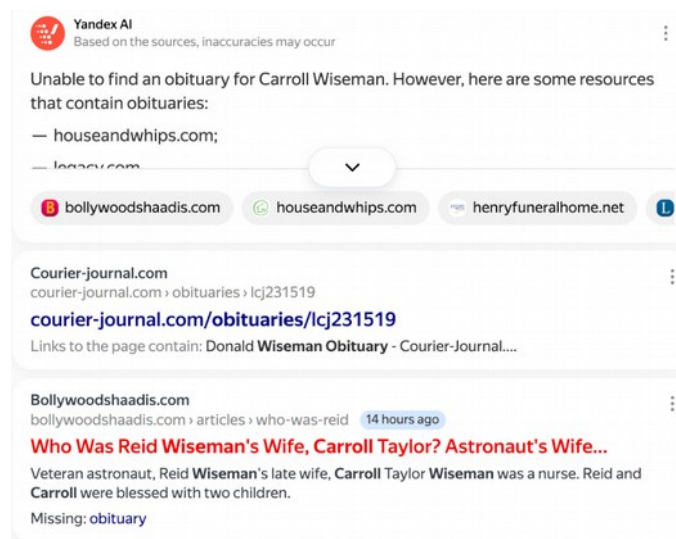 Yandex AI
Based on the sources, inaccuracies may occur
Unable to find an obituary for Carroll Wiseman. However, here are some resources
that contain obituaries:
— houseandwhips.com;
— legacy.com
bollywoodshaadis.com houseandwhips.com henryfuneralhome.net
Courier-journal.com
courier-journal.com › obituaries › lcj231519
courier-journal.com/obituaries/lcj231519
Links to the page contain: Donald Wiseman Obituary - Courier-Journal....
Bollywoodshaadis.com
bollywoodshaadis.com › articles › who-was-reid 14 hours ago
Who Was Reid Wiseman's Wife, Carroll Taylor? Astronaut's Wife...
Veteran astronaut, Reid Wiseman's late wife, Carroll Taylor Wiseman was a nurse. Reid and
Carroll were blessed with two children.
Missing: obituary